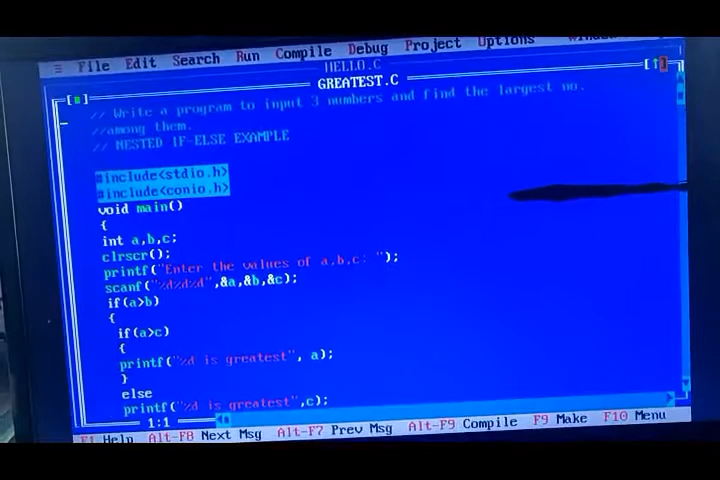 ≡ File Edit Search Run Compile Debug Project Options
HELLO.C
[■] GREATEST.C [↑]
// Write a program to input 3 numbers and find the largest no.
//among them.
// NESTED IF-ELSE EXAMPLE
#include<stdio.h>
#include<conio.h>
void main()
{
int a,b,c;
clrscr();
printf("Enter the values of a,b,c: ");
scanf("%d%d%d",&a,&b,&c);
if(a>b)
{
if(a>c)
{
printf("%d is greatest", a);
}
else
printf("%d is greatest",c);
1:1
F1 Help Alt-F8 Next Msg Alt-F7 Prev Msg Alt-F9 Compile F9 Make F10 Menu